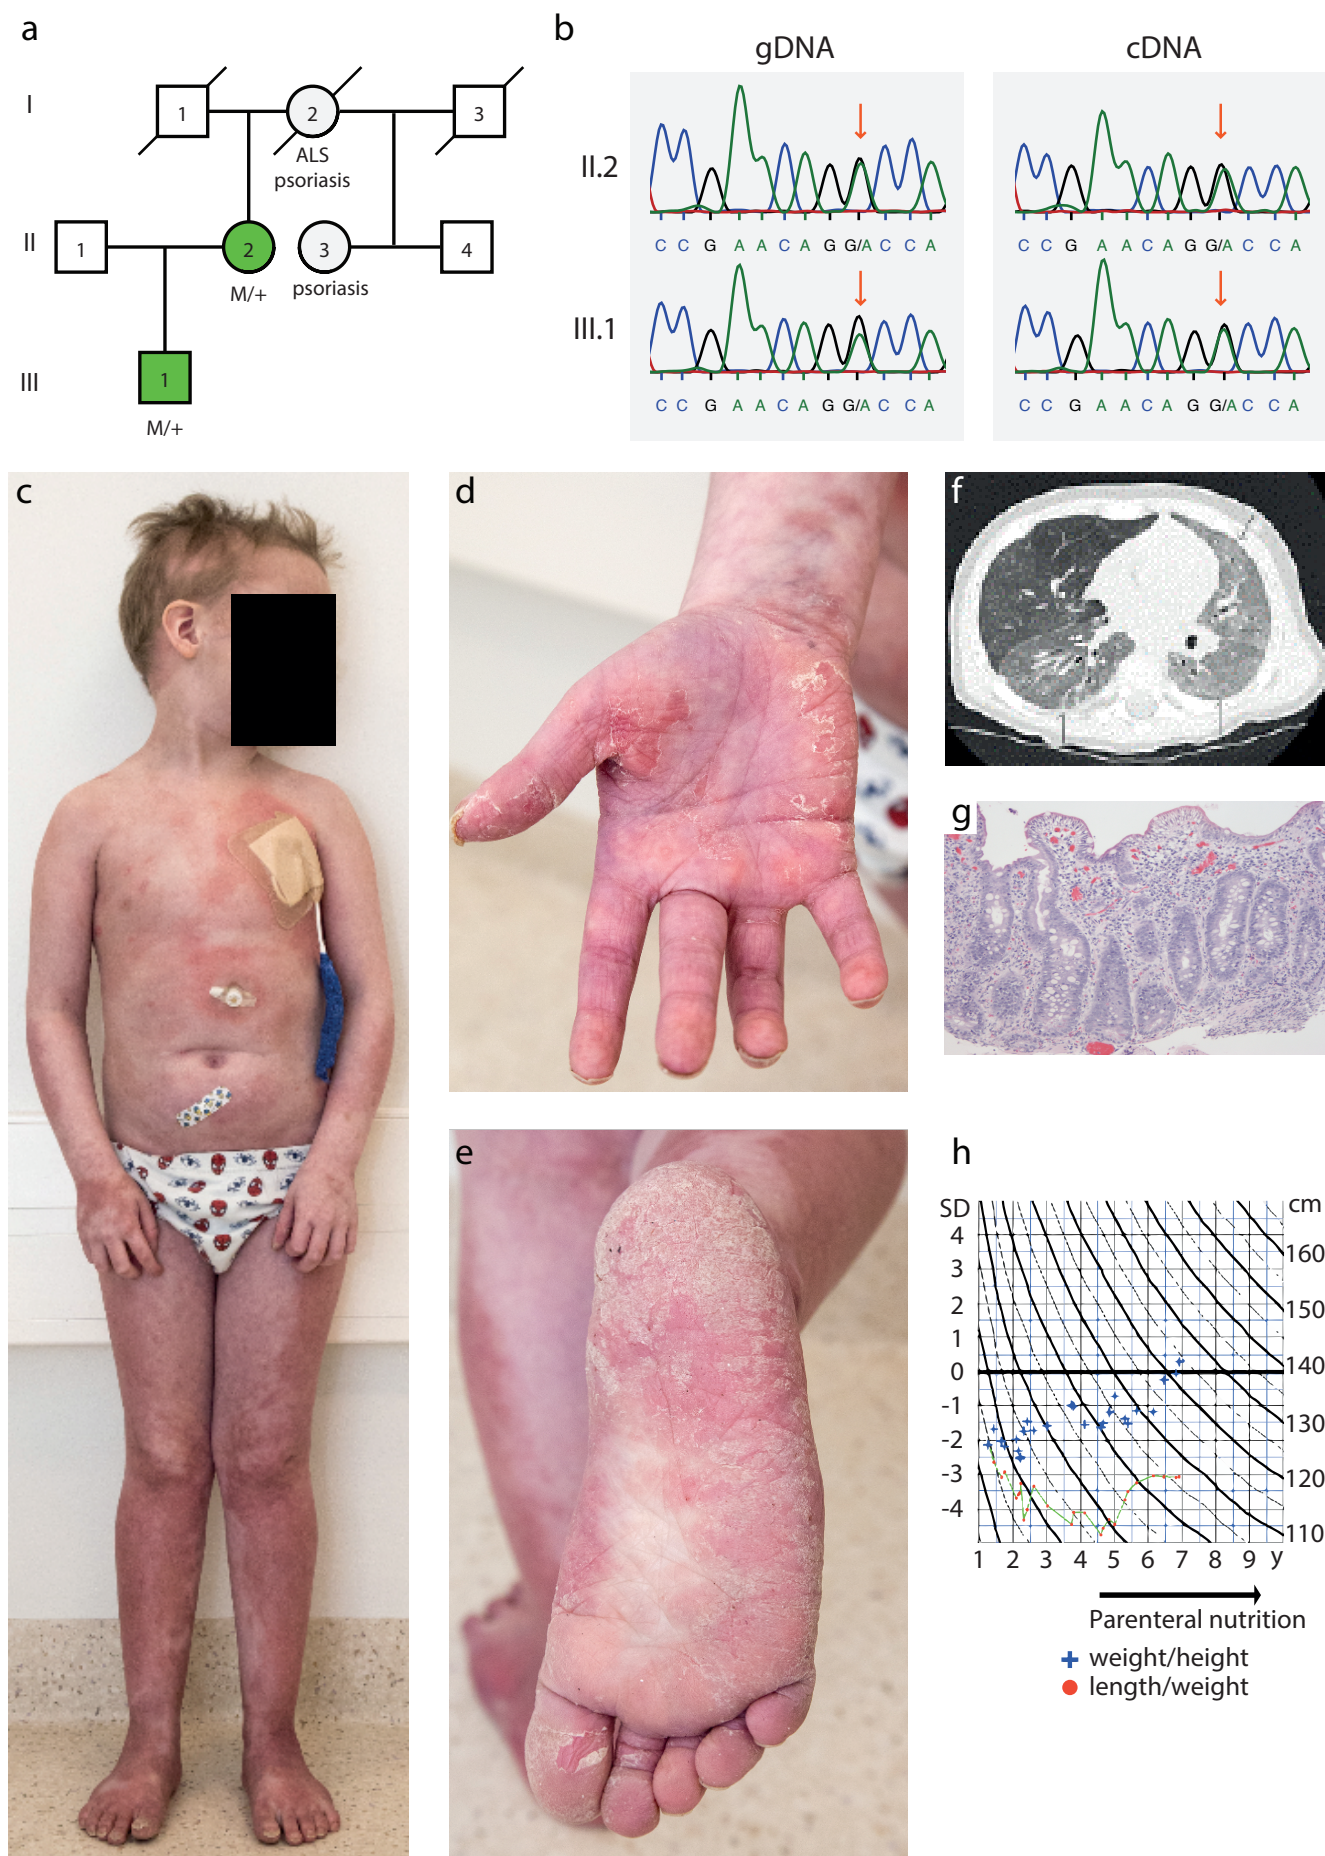 a
I
1
2
3
ALS
psoriasis
II
1
2
3
4
M/+
psoriasis
III
1
M/+
b
gDNA
cDNA
II.2
C C G A A C A G G/A C C A
C C G A A C A G G/A C C A
III.1
C C G A A C A G G/A C C A
C C G A A C A G G/A C C A
c
d
e
f
g
h
SD
cm
4
3
2
1
0
-1
-2
-3
-4
160
150
140
130
120
110
1 2 3 4 5 6 7 8 9 y
Parenteral nutrition
weight/height
length/weight